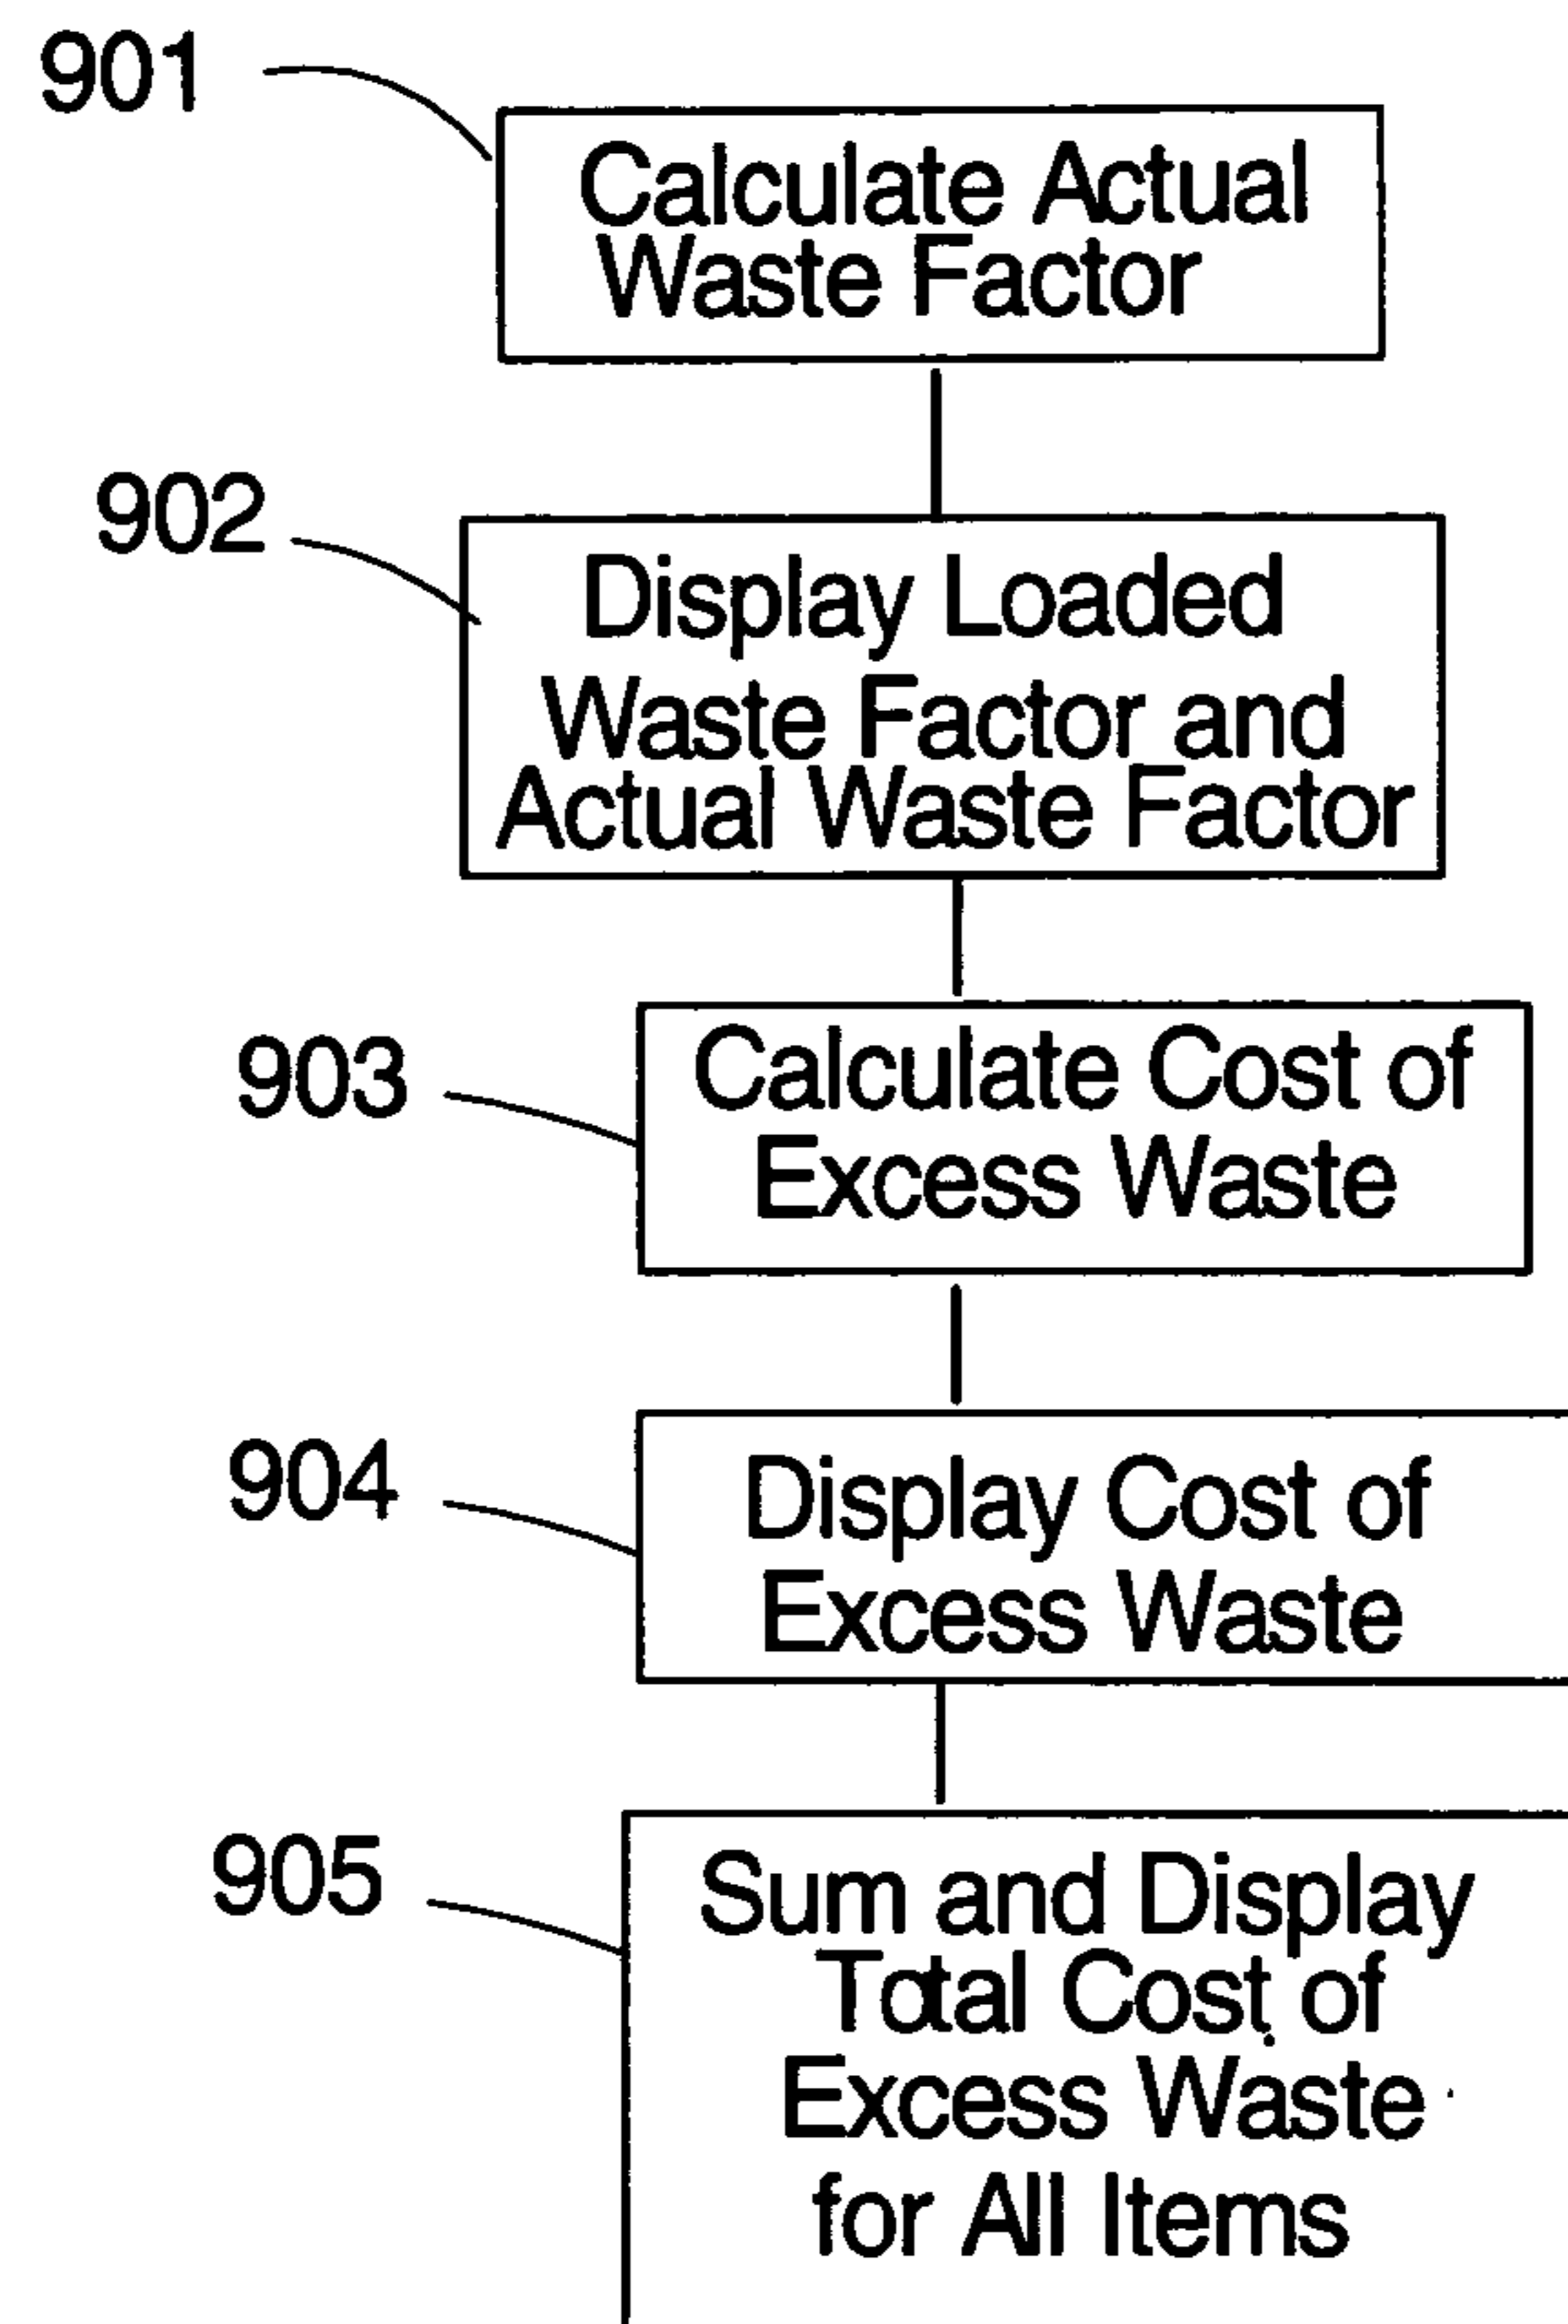 901
Calculate Actual
Waste Factor
902
Display Loaded
Waste Factor and
Actual Waste Factor
903
Calculate Cost of
Excess Waste
904
Display Cost of
Excess Waste
905
Sum and Display
Total Cost of
Excess Waste
for All Items